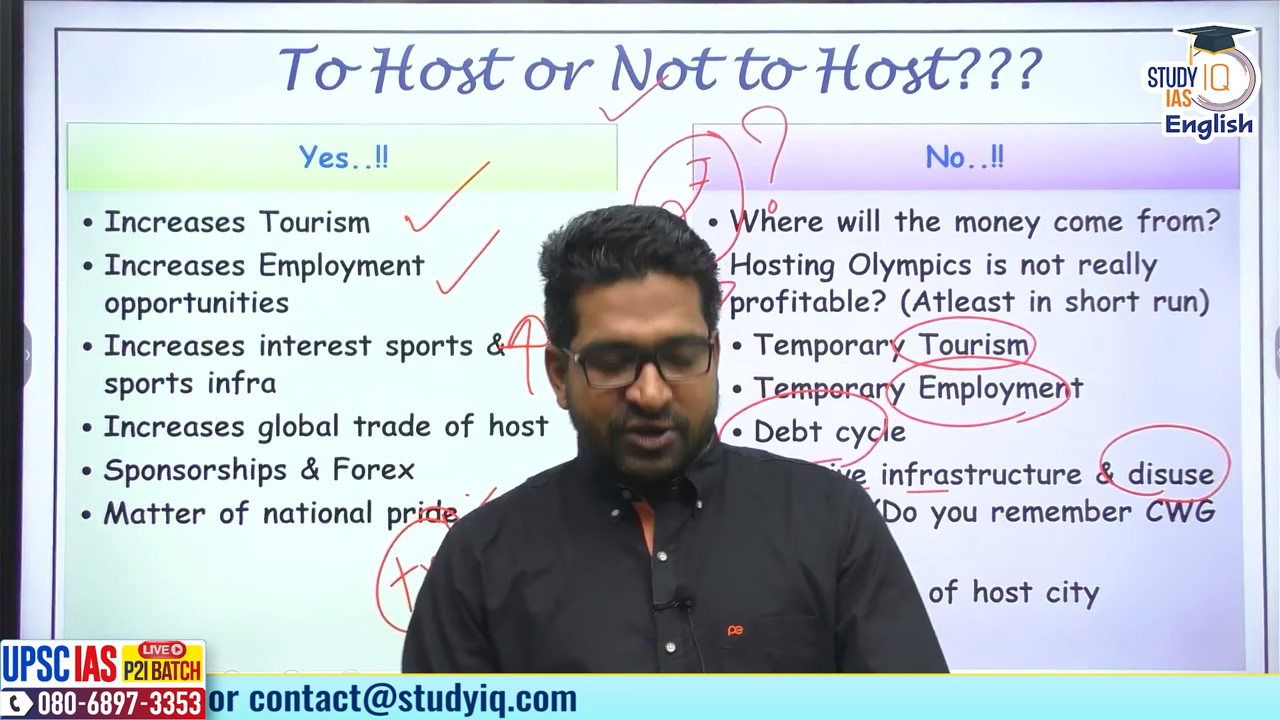 To Host or Not to Host???
STUDY IQ
IAS
English
Yes..!!
• Increases Tourism
• Increases Employment
opportunities
• Increases interest sports &
sports infra
• Increases global trade of host
• Sponsorships & Forex
• Matter of national pride
No..!!
• Where will the money come from?
Hosting Olympics is not really
profitable? (Atleast in short run)
• Temporary Tourism
• Temporary Employment
• Debt cycle
infrastructure & disuse
(Do you remember CWG
of host city
UPSC IAS
LIVE
P2I BATCH
080-6897-3353
or contact@studyiq.com